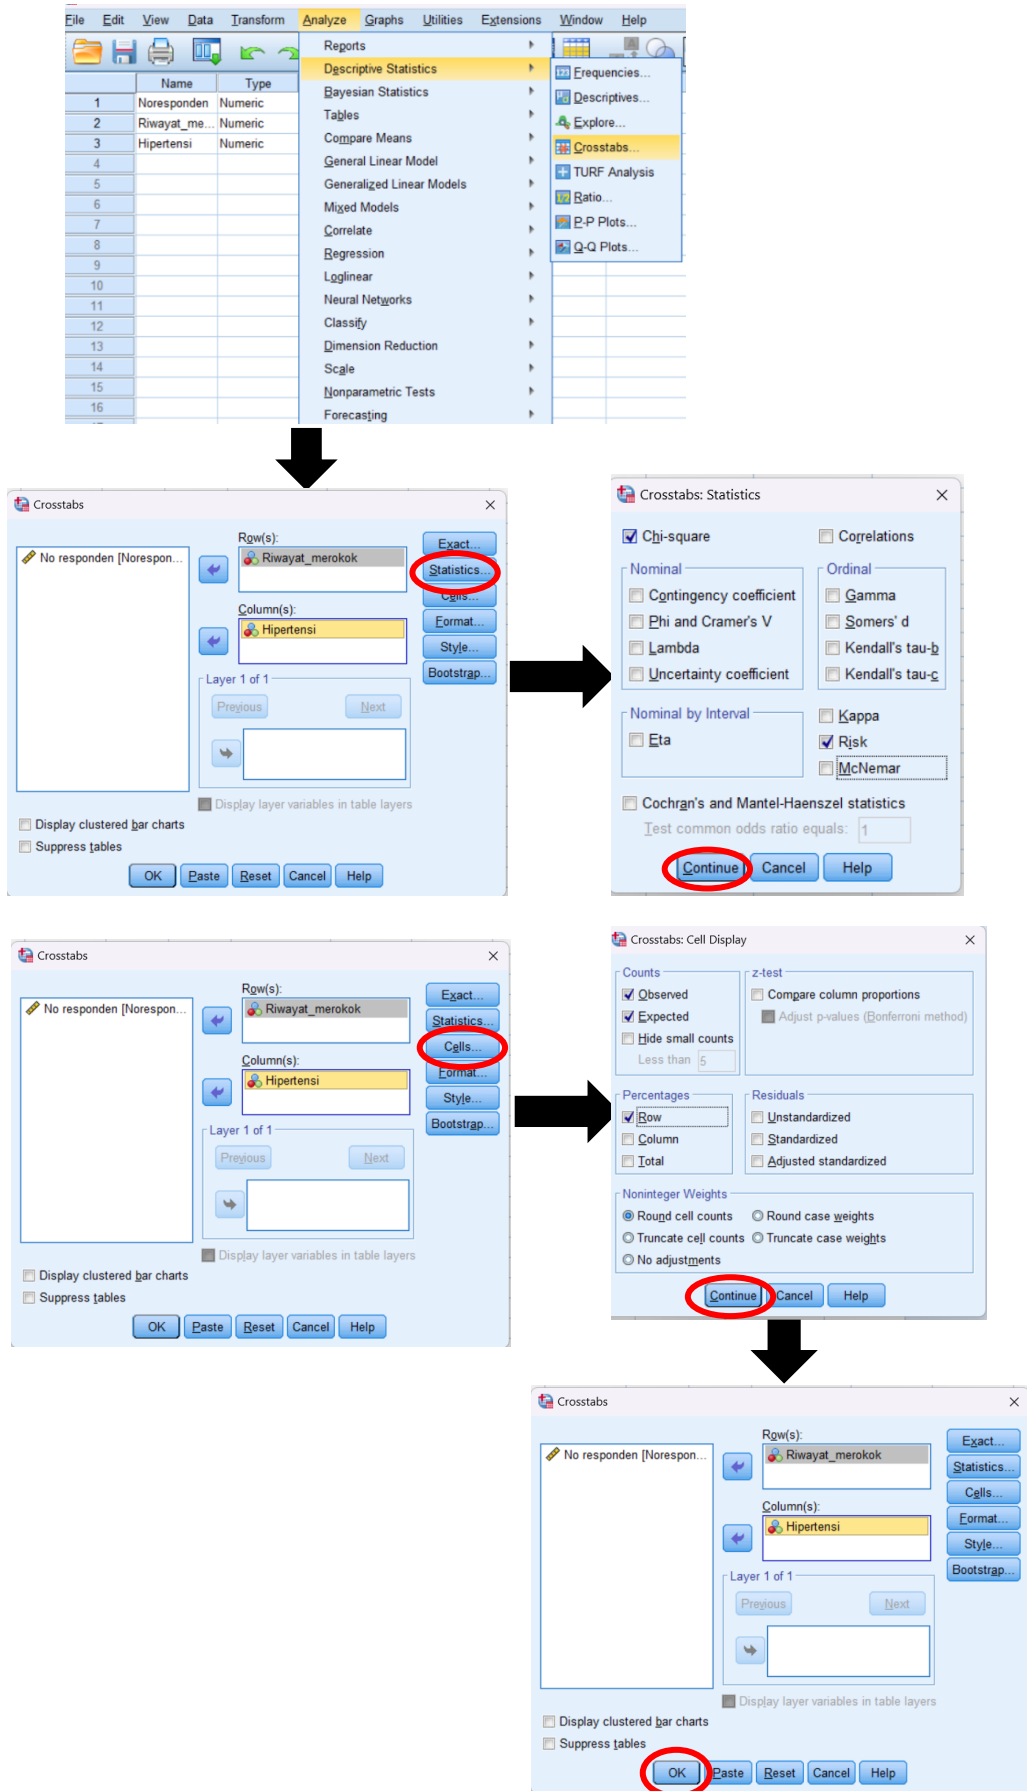 File Edit View Data Transform Analyze Graphs Utilities Extensions Window Help
Reports
Descriptive Statistics
Bayesian Statistics
Tables
Compare Means
General Linear Model
Generalized Linear Models
Mixed Models
Correlate
Regression
Loglinear
Neural Networks
Classify
Dimension Reduction
Scale
Nonparametric Tests
Forecasting
Frequencies...
Descriptives...
Explore...
Crosstabs...
TURF Analysis
Ratio...
P-P Plots...
Q-Q Plots...
Name Type
1 Noresponden Numeric
2 Riwayat_me... Numeric
3 Hipertensi Numeric
4
5
6
7
8
9
10
11
12
13
14
15
16
Crosstabs
No responden [Norespon...
Row(s):
Riwayat_merokok
Column(s):
Hipertensi
Layer 1 of 1
Previous Next
Display layer variables in table layers
Exact...
Statistics...
Cells...
Format...
Style...
Bootstrap...
Display clustered bar charts
Suppress tables
OK Paste Reset Cancel Help
Crosstabs: Statistics
Chi-square Correlations
Nominal
Contingency coefficient
Phi and Cramer's V
Lambda
Uncertainty coefficient
Ordinal
Gamma
Somers' d
Kendall's tau-b
Kendall's tau-c
Nominal by Interval
Eta
Kappa
Risk
McNemar
Cochran's and Mantel-Haenszel statistics
Test common odds ratio equals: 1
Continue Cancel Help
Crosstabs
No responden [Norespon...
Row(s):
Riwayat_merokok
Column(s):
Hipertensi
Layer 1 of 1
Previous Next
Display layer variables in table layers
Exact...
Statistics...
Cells...
Format...
Style...
Bootstrap...
Display clustered bar charts
Suppress tables
OK Paste Reset Cancel Help
Crosstabs: Cell Display
Counts
Observed
Expected
Hide small counts
Less than 5
z-test
Compare column proportions
Adjust p-values (Bonferroni method)
Percentages
Row
Column
Total
Residuals
Unstandardized
Standardized
Adjusted standardized
Noninteger Weights
Round cell counts Round case weights
Truncate cell counts Truncate case weights
No adjustments
Continue Cancel Help
Crosstabs
No responden [Norespon...
Row(s):
Riwayat_merokok
Column(s):
Hipertensi
Layer 1 of 1
Previous Next
Display layer variables in table layers
Exact...
Statistics...
Cells...
Format...
Style...
Bootstrap...
Display clustered bar charts
Suppress tables
OK Paste Reset Cancel Help